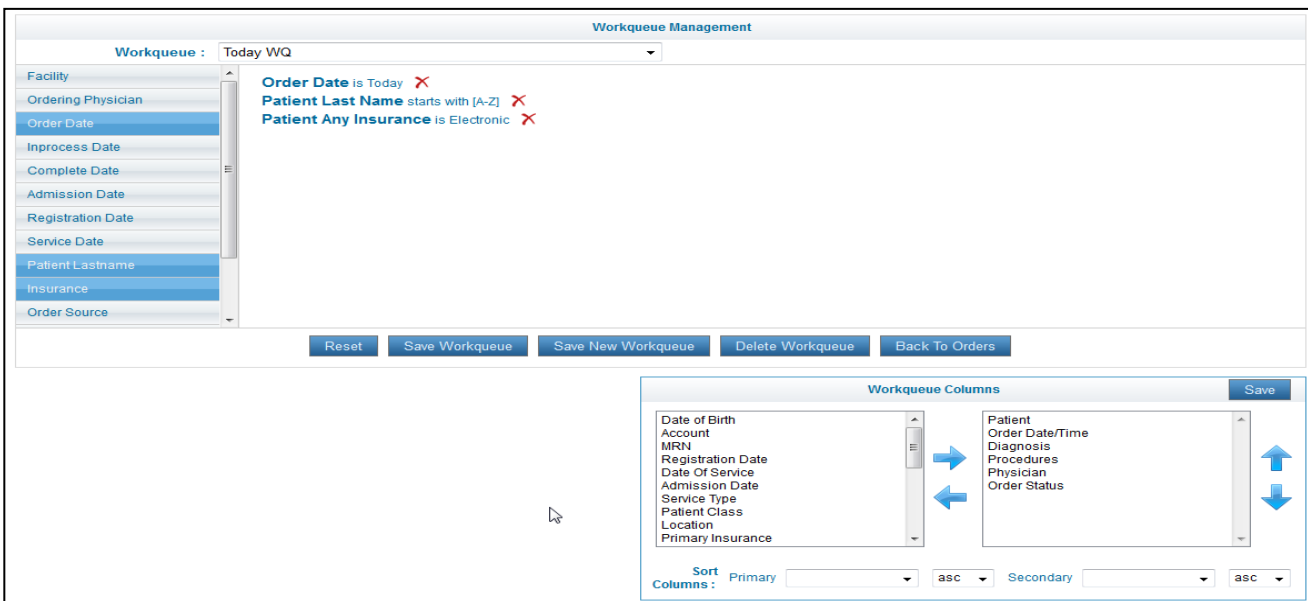 Workqueue Management
Workqueue : Today WQ
Facility
Ordering Physician
Order Date
Inprocess Date
Complete Date
Admission Date
Registration Date
Service Date
Patient Lastname
Insurance
Order Source
Order Date is Today
Patient Last Name starts with [A-Z]
Patient Any Insurance is Electronic
Reset Save Workqueue Save New Workqueue Delete Workqueue Back To Orders
Workqueue Columns Save
Date of Birth
Account
MRN
Registration Date
Date Of Service
Admission Date
Service Type
Patient Class
Location
Primary Insurance
Patient
Order Date/Time
Diagnosis
Procedures
Physician
Order Status
Sort Columns : Primary asc Secondary asc